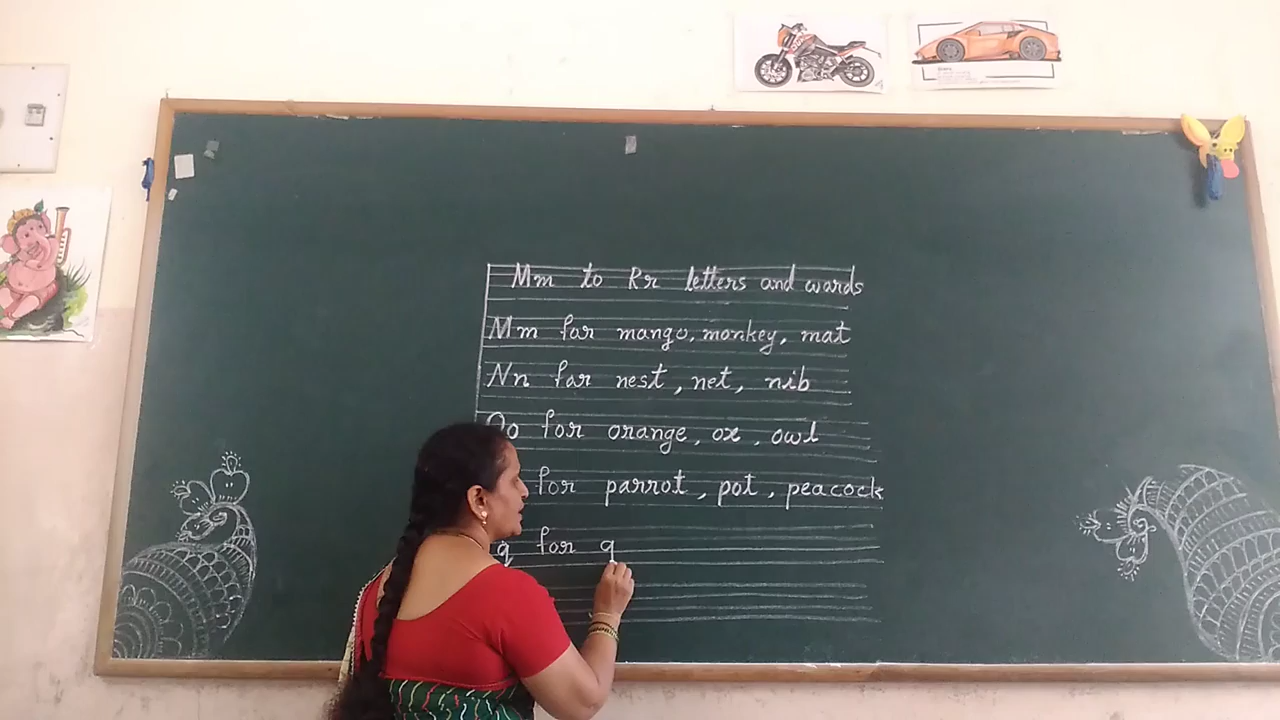 Mm to Rr letters and words
Mm for mango, monkey, mat
Nn for nest, net, nib
Oo for orange, ox, owl
for parrot, pot, peacock
q for q